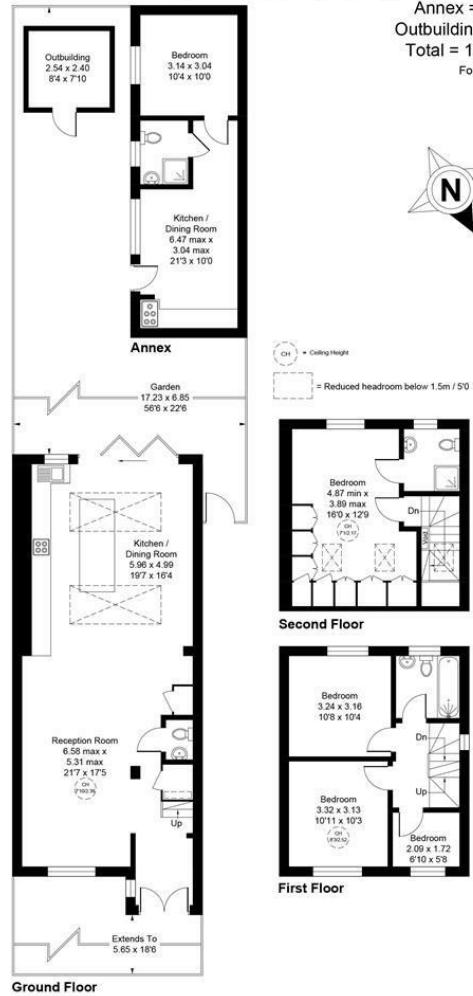 Annex =
Outbuilding
Total = 1
Fo
Outbuilding
2.54 x 2.40
8'4 x 7'10
Bedroom
3.14 x 3.04
10'4 x 10'0
N
Kitchen /
Dining Room
6.47 max x
3.04 max
21'3 x 10'0
Annex
CH = Ceiling Height
= Reduced headroom below 1.5m / 5'0
Garden
17.23 x 6.85
56'6 x 22'6
Kitchen /
Dining Room
5.96 x 4.99
19'7 x 16'4
Reception Room
6.58 max x
5.31 max
21'7 x 17'5
CH
Up
Extends To
5.65 x 18'6
Ground Floor
Bedroom
4.87 min x
3.89 max
16'0 x 12'9
CH
Dn
Second Floor
Bedroom
3.24 x 3.16
10'8 x 10'4
Dn
Up
Bedroom
3.32 x 3.13
10'11 x 10'3
CH
Bedroom
2.09 x 1.72
6'10 x 5'8
First Floor